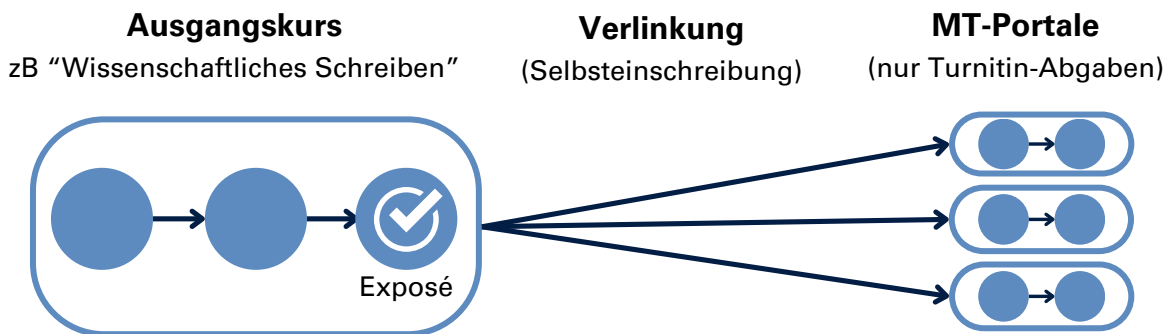 Ausgangskurs
zB “Wissenschaftliches Schreiben”
Verlinkung
(Selbsteinschreibung)
MT-Portale
(nur Turnitin-Abgaben)
Exposé